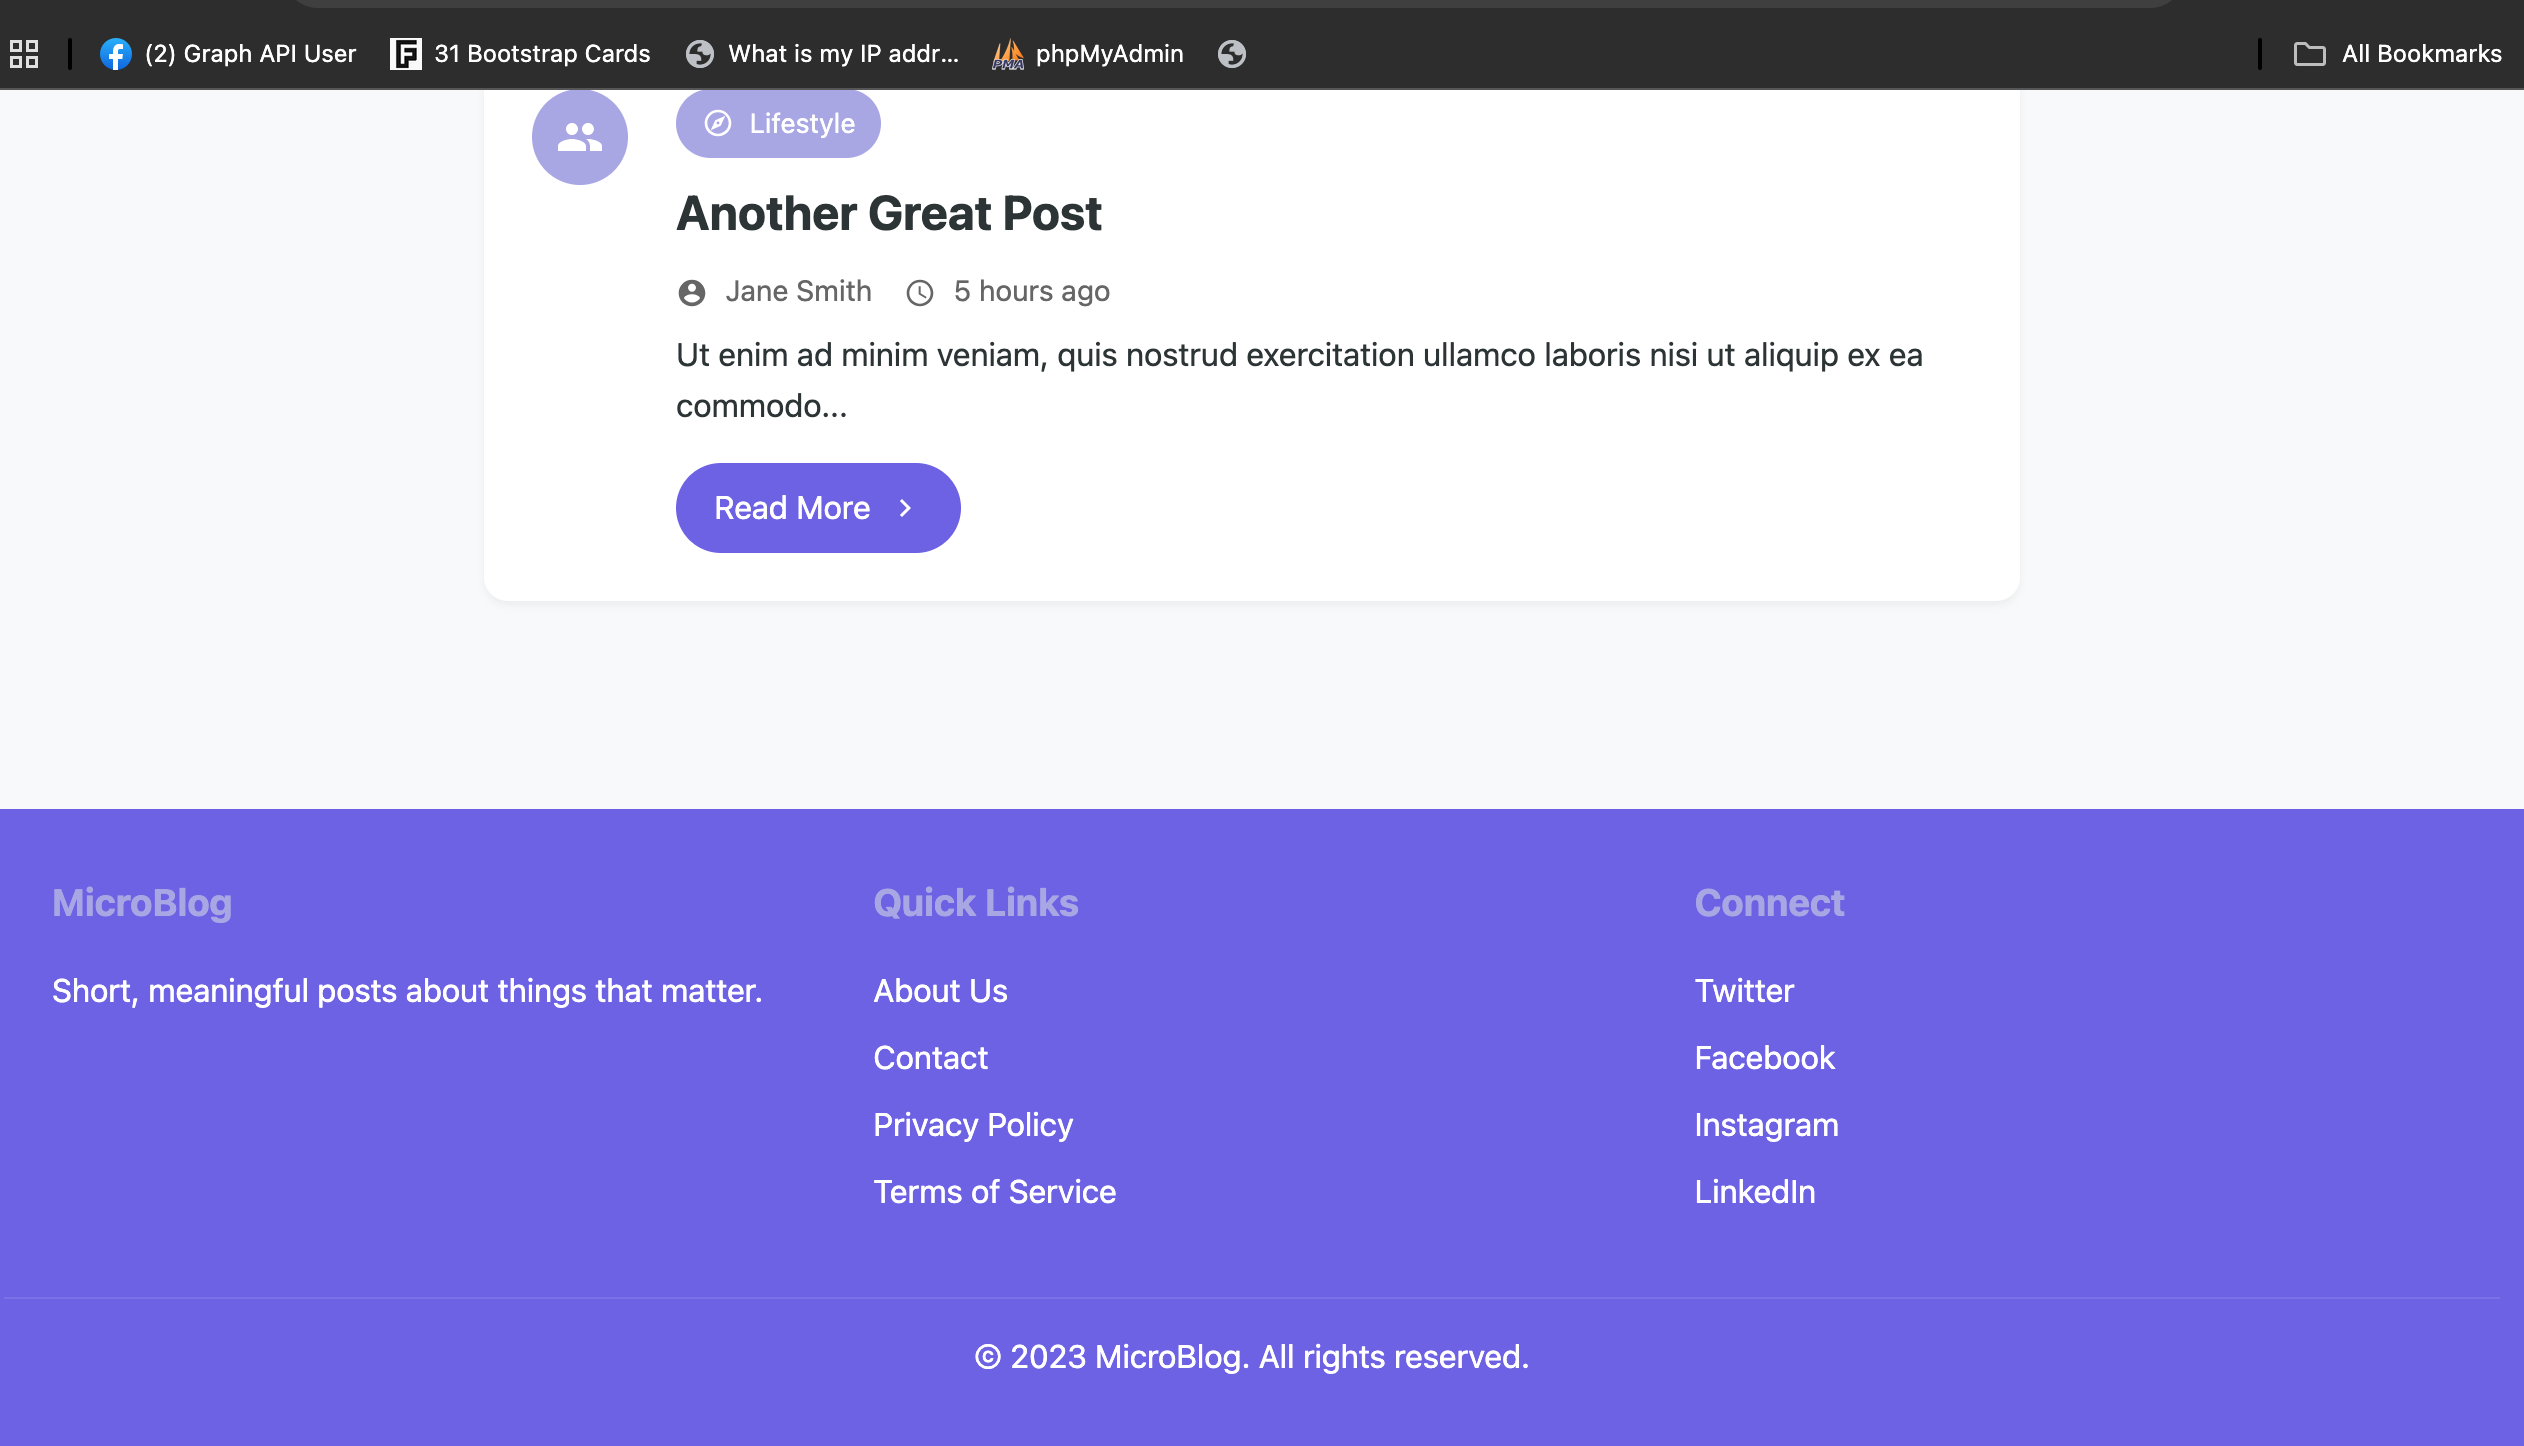 (2) Graph API User
31 Bootstrap Cards
What is my IP addr...
PMA
phpMyAdmin
All Bookmarks
Lifestyle
Another Great Post
Jane Smith
5 hours ago
Ut enim ad minim veniam, quis nostrud exercitation ullamco laboris nisi ut aliquip ex ea
commodo...
Read More
MicroBlog
Short, meaningful posts about things that matter.
Quick Links
About Us
Contact
Privacy Policy
Terms of Service
Connect
Twitter
Facebook
Instagram
LinkedIn
© 2023 MicroBlog. All rights reserved.